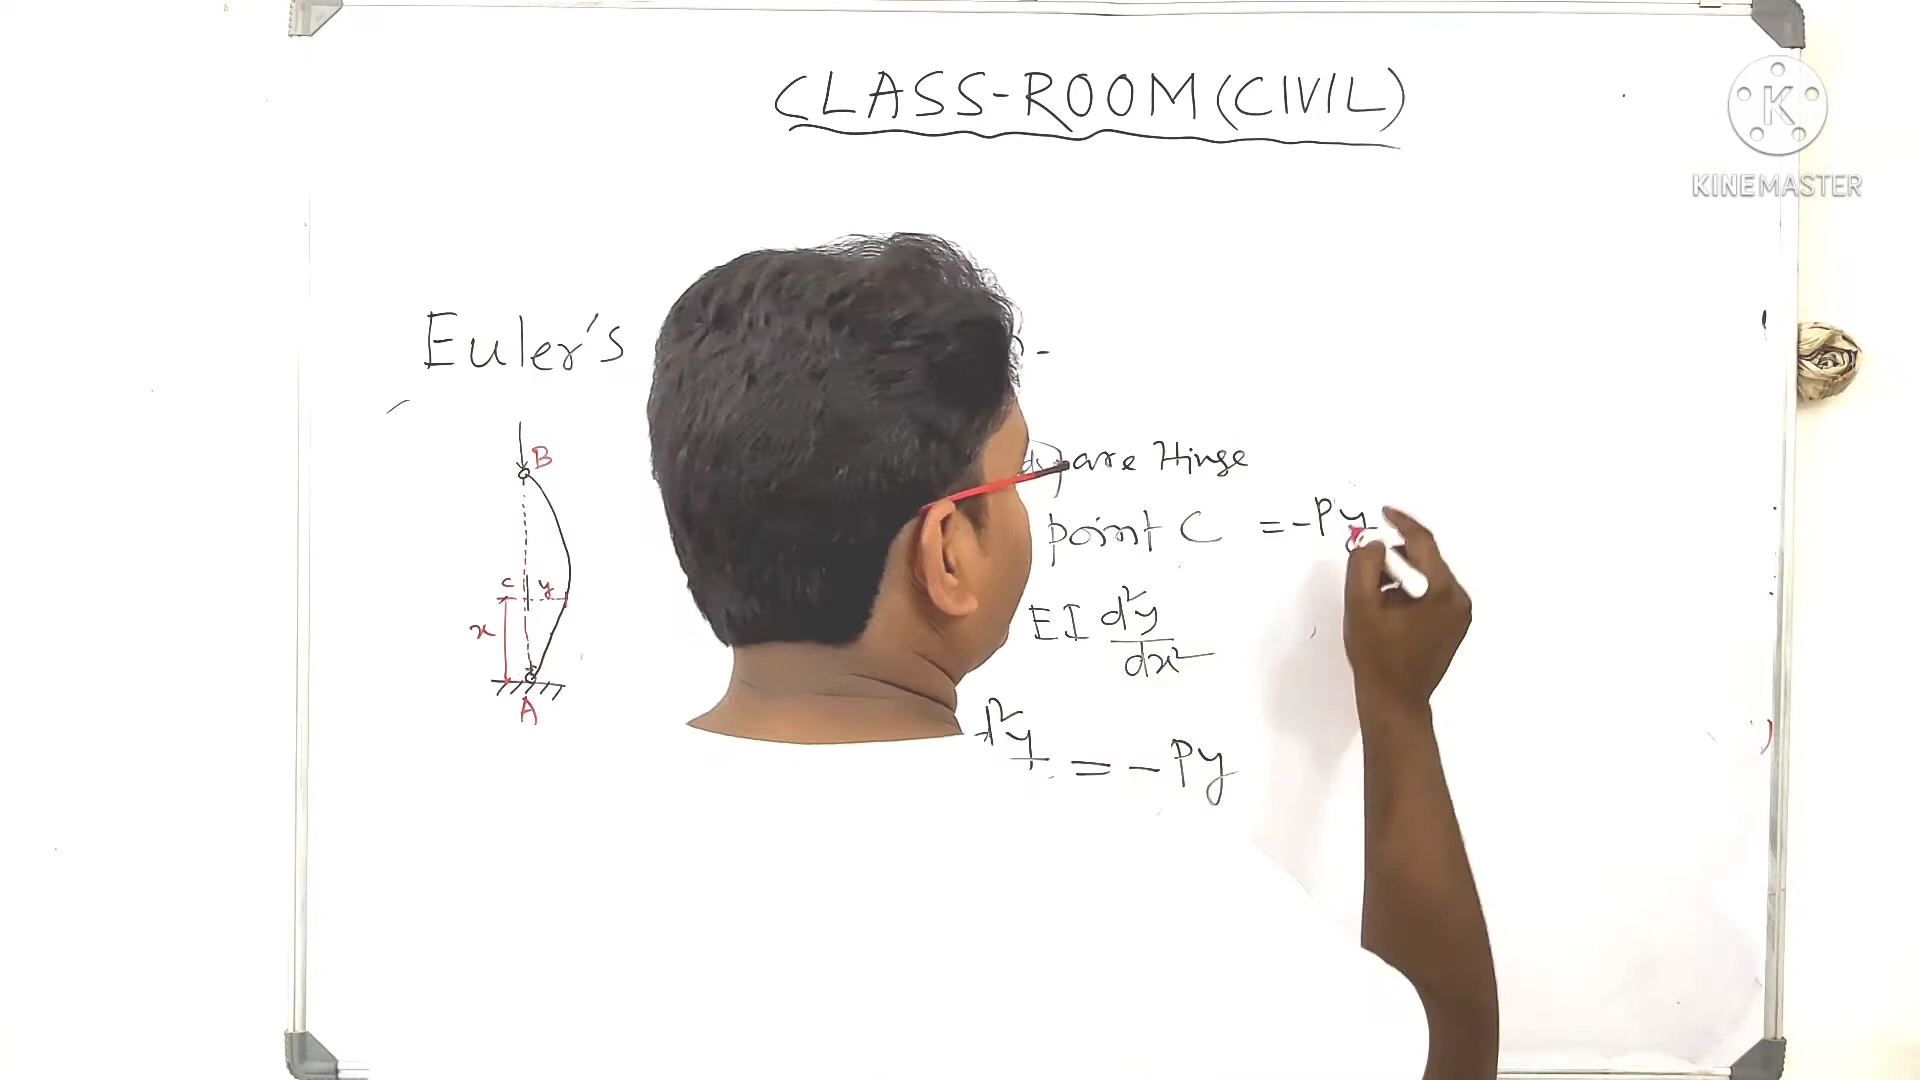 CLASS-ROOM (CIVIL)
K
KINEMASTER
Euler's
B
are Hinge
point C = -Py
C y
x
EI d²y/dx²
A
d²y
= - Py